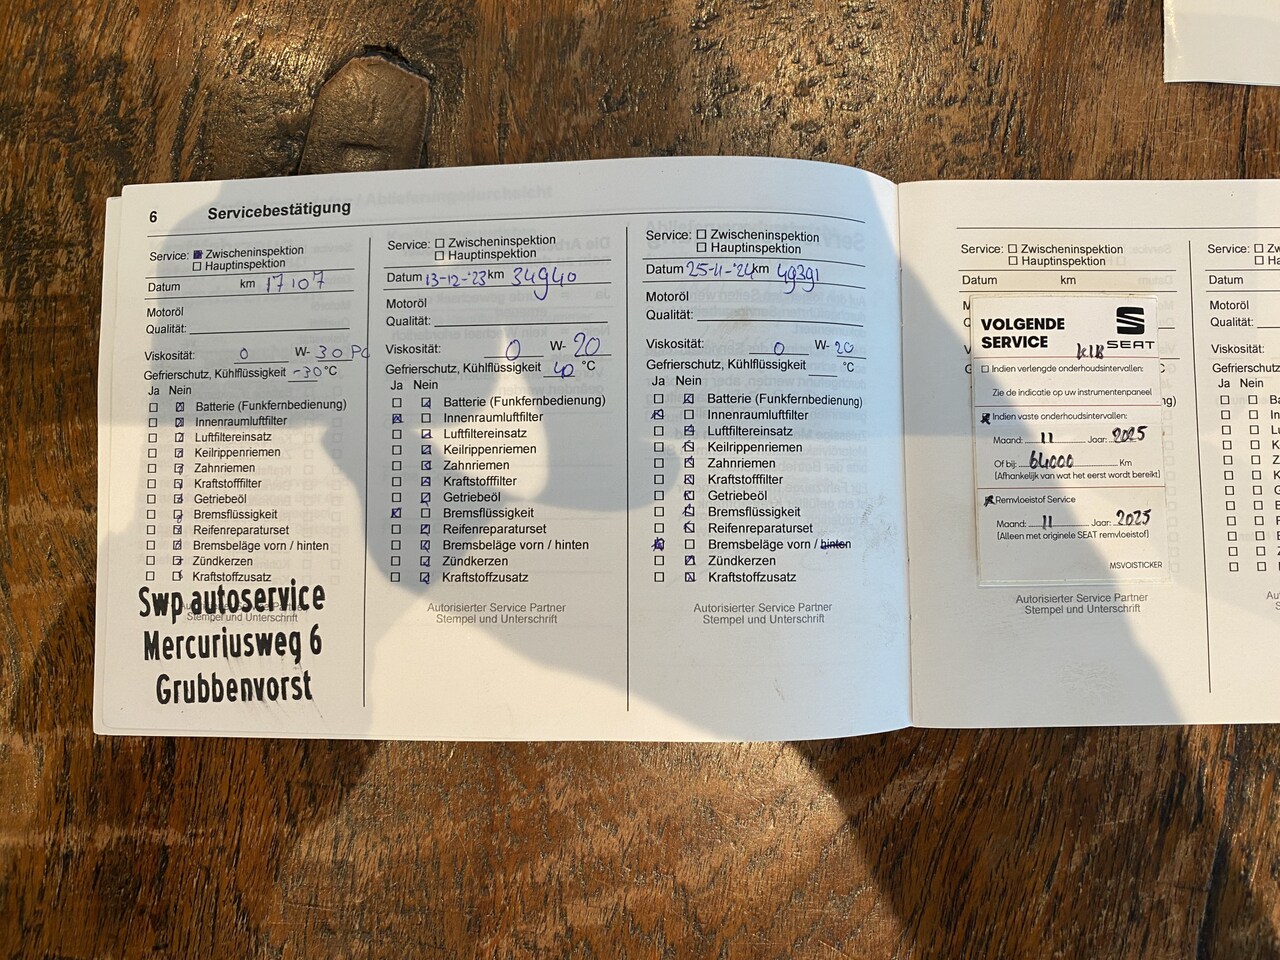 6 Servicebestätigung
Service: Zwischeninspektion
Hauptinspektion
Datum km 17107
Motoröl
Qualität:
Viskosität: 0 W- 30
Gefrierschutz, Kühlflüssigkeit -30 °C
Ja Nein
Batterie (Funkfernbedienung)
Innenraumluftfilter
Luftfiltereinsatz
Keilrippenriemen
Zahnriemen
Kraftstofffilter
Getriebeöl
Bremsflüssigkeit
Reifenreparaturset
Bremsbeläge vorn / hinten
Zündkerzen
Kraftstoffzusatz
Autorisierter Service Partner
Stempel und Unterschrift
Swp autoservice
Mercuriusweg 6
Grubbenvorst
Service: Zwischeninspektion
Hauptinspektion
Datum 13-12-'23 km 34940
Motoröl
Qualität:
Viskosität: 0 W- 20
Gefrierschutz, Kühlflüssigkeit 40 °C
Ja Nein
Batterie (Funkfernbedienung)
Innenraumluftfilter
Luftfiltereinsatz
Keilrippenriemen
Zahnriemen
Kraftstofffilter
Getriebeöl
Bremsflüssigkeit
Reifenreparaturset
Bremsbeläge vorn / hinten
Zündkerzen
Kraftstoffzusatz
Autorisierter Service Partner
Stempel und Unterschrift
Service: Zwischeninspektion
Hauptinspektion
Datum 25-11-'24 km 49391
Motoröl
Qualität:
Viskosität: 0 W- 20
Gefrierschutz, Kühlflüssigkeit °C
Ja Nein
Batterie (Funkfernbedienung)
Innenraumluftfilter
Luftfiltereinsatz
Keilrippenriemen
Zahnriemen
Kraftstofffilter
Getriebeöl
Bremsflüssigkeit
Reifenreparaturset
Bremsbeläge vorn / hinten
Zündkerzen
Kraftstoffzusatz
Autorisierter Service Partner
Stempel und Unterschrift
Service: Zwischeninspektion
Hauptinspektion
Datum km
VOLGENDE
SERVICE
SEAT
Indien verlengde onderhoudsintervallen:
Zie de indicatie op uw instrumentenpaneel
Indien vaste onderhoudsintervallen:
Maand: 11 Jaar: 2025
Of bij: 64000 Km
(Afhankelijk van wat het eerst wordt bereikt)
Remvloeistof Service
Maand: 11 Jaar: 2025
(Alleen met originele SEAT remvloeistof)
MSVOISTICKER
Autorisierter Service Partner
Stempel und Unterschrift
Service:
Datum
Motoröl
Ja Nein